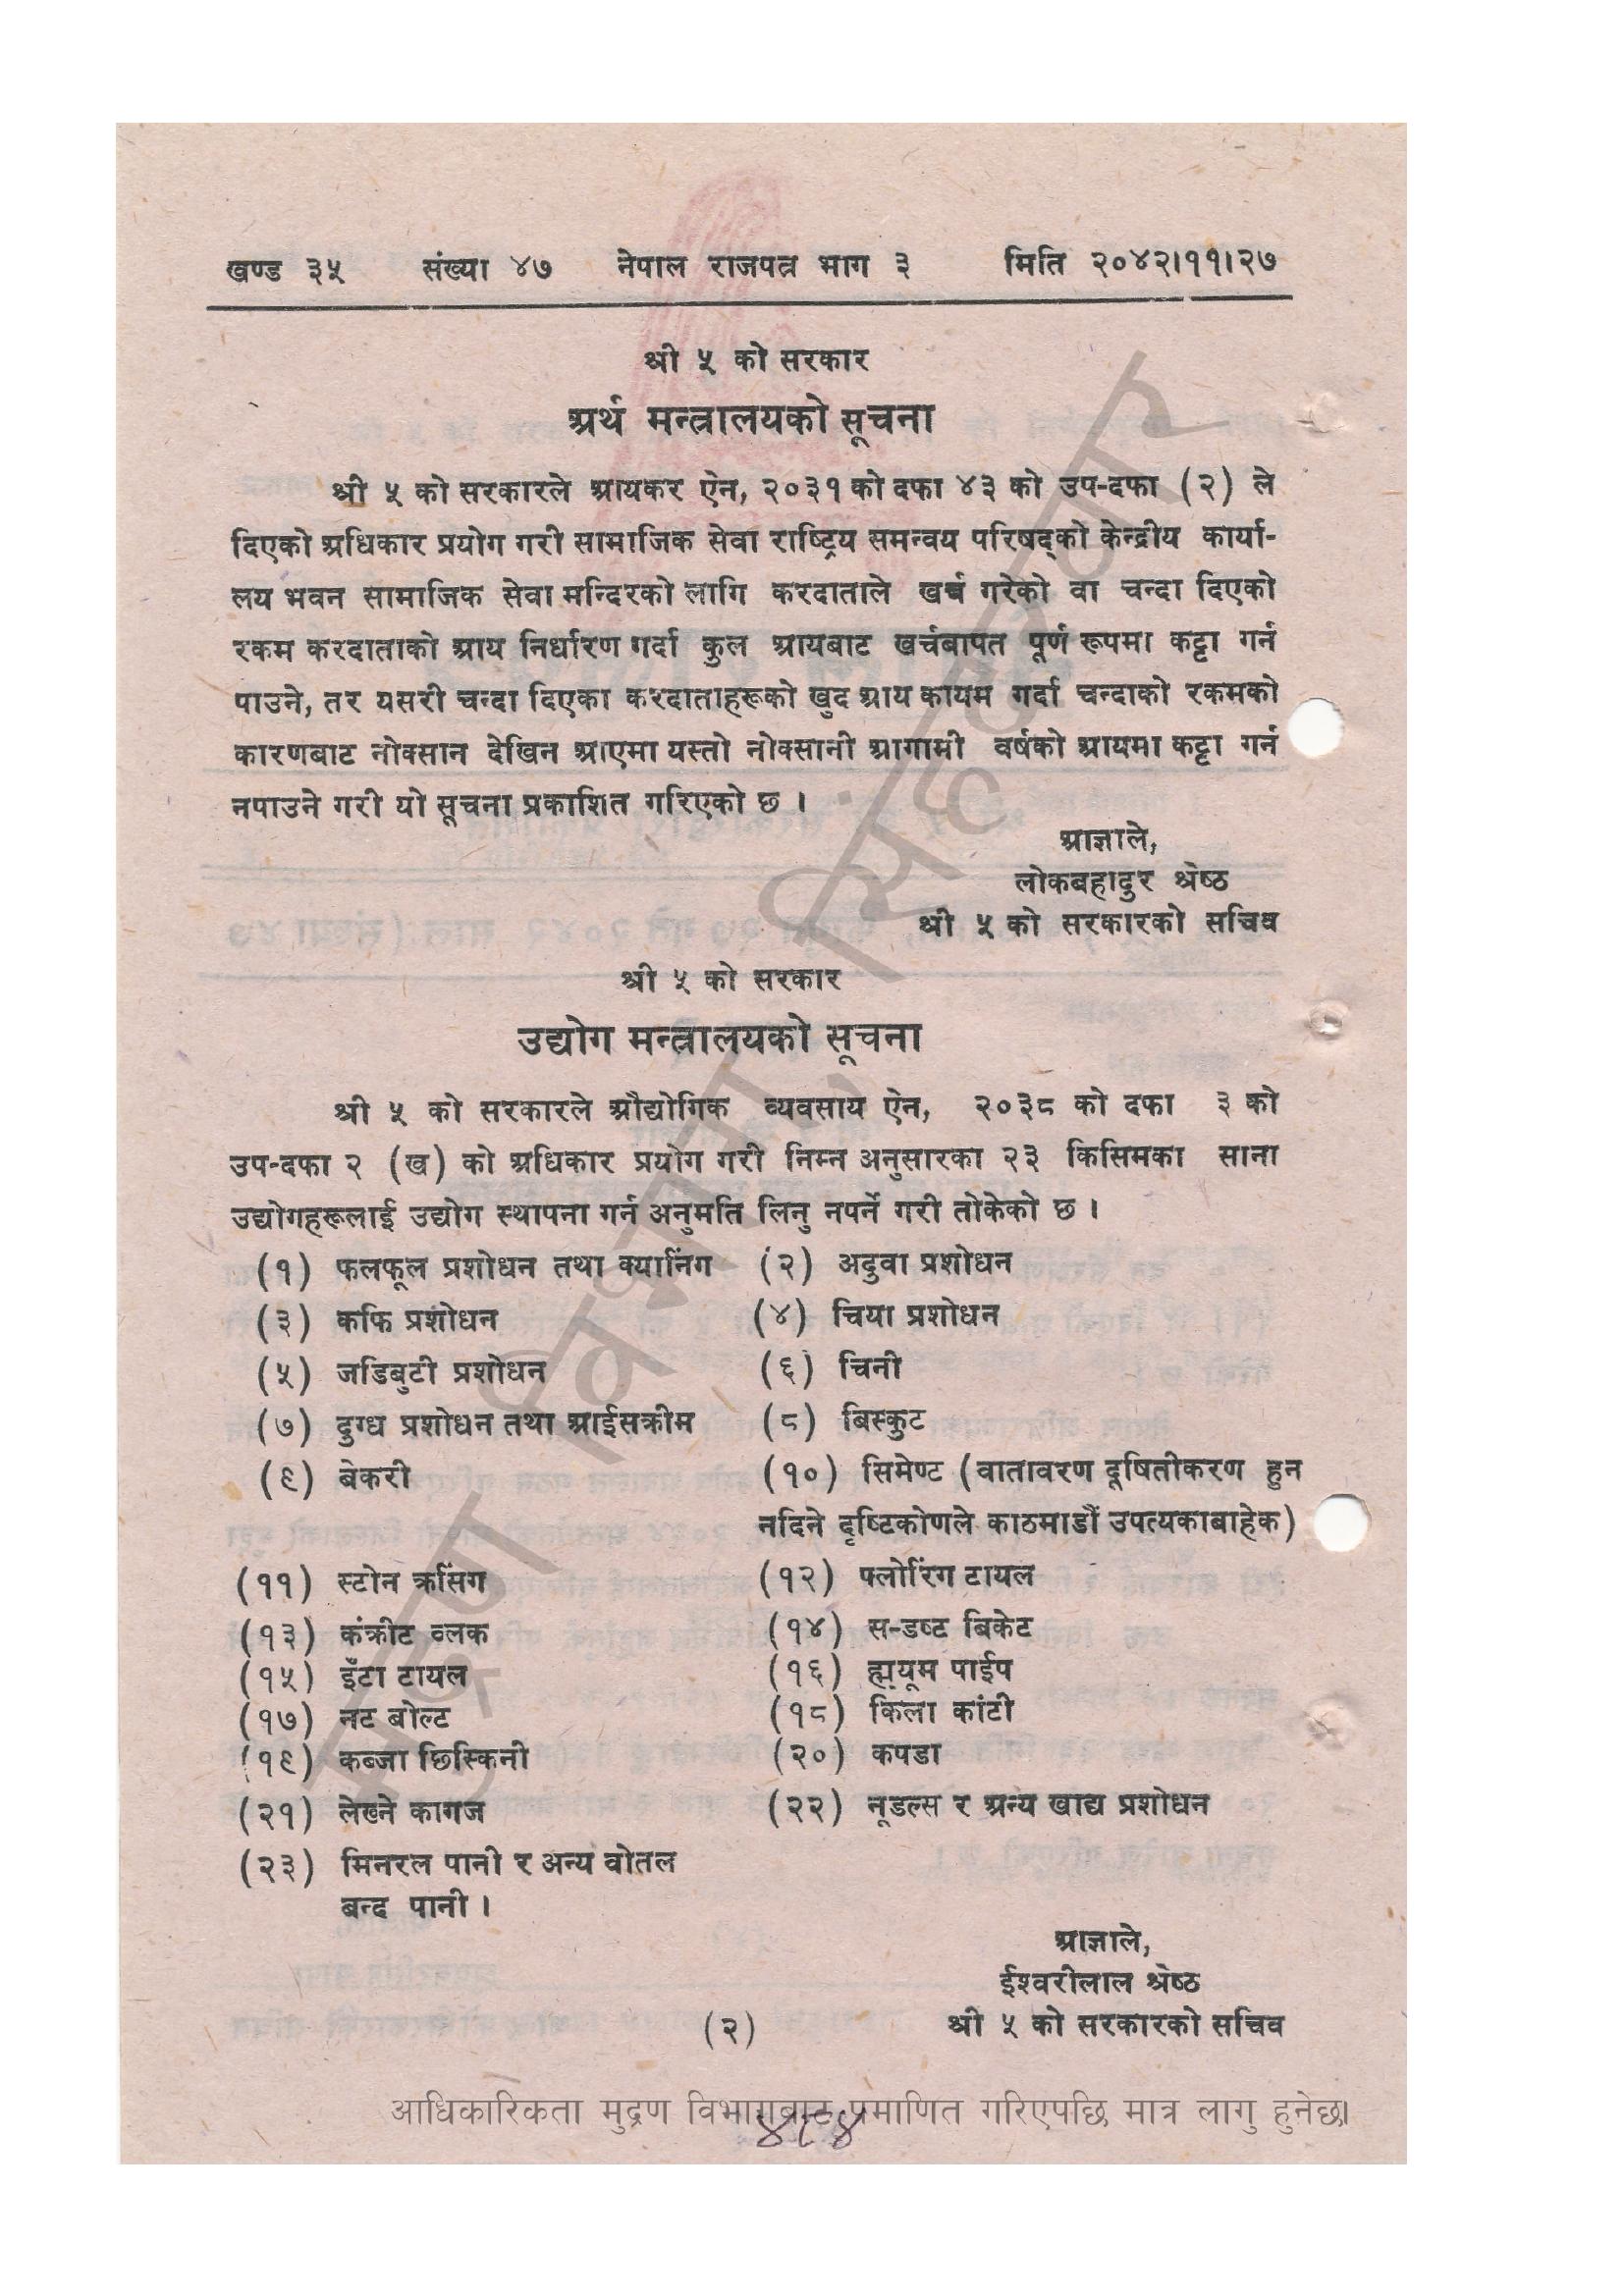 खण्ड ३५ संख्या ४७ नेपाल राजपत्र भाग ३ मिति २०४२।११।२७
श्री ५ को सरकार
अर्थ मन्त्रालयको सूचना
श्री ५ को सरकारले आयकर ऐन, २०३१ को दफा ४३ को उप-दफा (२) ले
दिएको अधिकार प्रयोग गरी सामाजिक सेवा राष्ट्रिय समन्वय परिषद्को केन्द्रीय कार्या-
लय भवन सामाजिक सेवा मन्दिरको लागि करदाताले खर्च गरेको वा चन्दा दिएको
रकम करदाताको आय निर्धारण गर्दा कुल आयबाट खर्चबापत पूर्ण रूपमा कट्टा गर्न
पाउने, तर यसरी चन्दा दिएका करदाताहरूको खुद आय कायम गर्दा चन्दाको रकमको
कारणबाट नोक्सान देखिन आएमा यस्तो नोक्सानी आगामी वर्षको आयमा कट्टा गर्न
नपाउने गरी यो सूचना प्रकाशित गरिएको छ ।
आज्ञाले,
लोकबहादुर श्रेष्ठ
श्री ५ को सरकारको सचिव
श्री ५ को सरकार
उद्योग मन्त्रालयको सूचना
श्री ५ को सरकारले औद्योगिक व्यवसाय ऐन, २०३८ को दफा ३ को
उप-दफा २ (ख) को अधिकार प्रयोग गरी निम्न अनुसारका २३ किसिमका साना
उद्योगहरूलाई उद्योग स्थापना गर्न अनुमति लिनु नपर्ने गरी तोकेको छ ।
(१) फलफूल प्रशोधन तथा क्यानिंग (२) अदुवा प्रशोधन
(३) कफि प्रशोधन (४) चिया प्रशोधन
(५) जडिबुटी प्रशोधन (६) चिनी
(७) दुग्ध प्रशोधन तथा आईसक्रीम (८) बिस्कुट
(९) बेकरी (१०) सिमेण्ट (वातावरण दूषितीकरण हुन
नदिने दृष्टिकोणले काठमाडौं उपत्यकाबाहेक)
(११) स्टोन क्रसिंग (१२) फ्लोरिंग टायल
(१३) कंक्रीट ब्लक (१४) स-डष्ट बिकेट
(१५) इँटा टायल (१६) ह्मयूम पाईप
(१७) नट बोल्ट (१८) किला कांटी
(१९) कब्जा छिस्किनी (२०) कपडा
(२१) लेख्ने कागज (२२) नूडल्स र अन्य खाद्य प्रशोधन
(२३) मिनरल पानी र अन्य वोतल
बन्द पानी ।
आज्ञाले,
ईश्वरीलाल श्रेष्ठ
(२) श्री ५ को सरकारको सचिव
आधिकारिकता मुद्रण विभागबाट प्रमाणित गरिएपछि मात्र लागु हुनेछ।
४८४
मुद्रण विभाग, सिंहदरबार